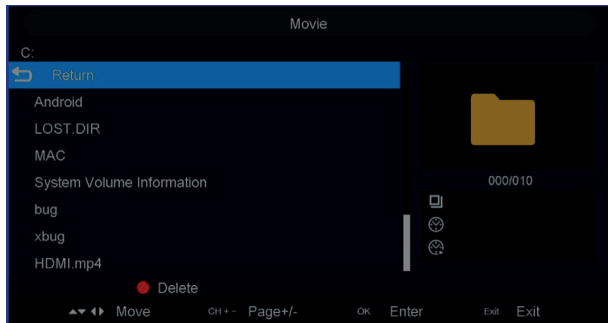 Movie
C:
Return
Android
LOST.DIR
MAC
System Volume Information
bug
xbug
HDMI.mp4
000/010
Delete
Move CH + - Page+/- OK Enter Exit Exit